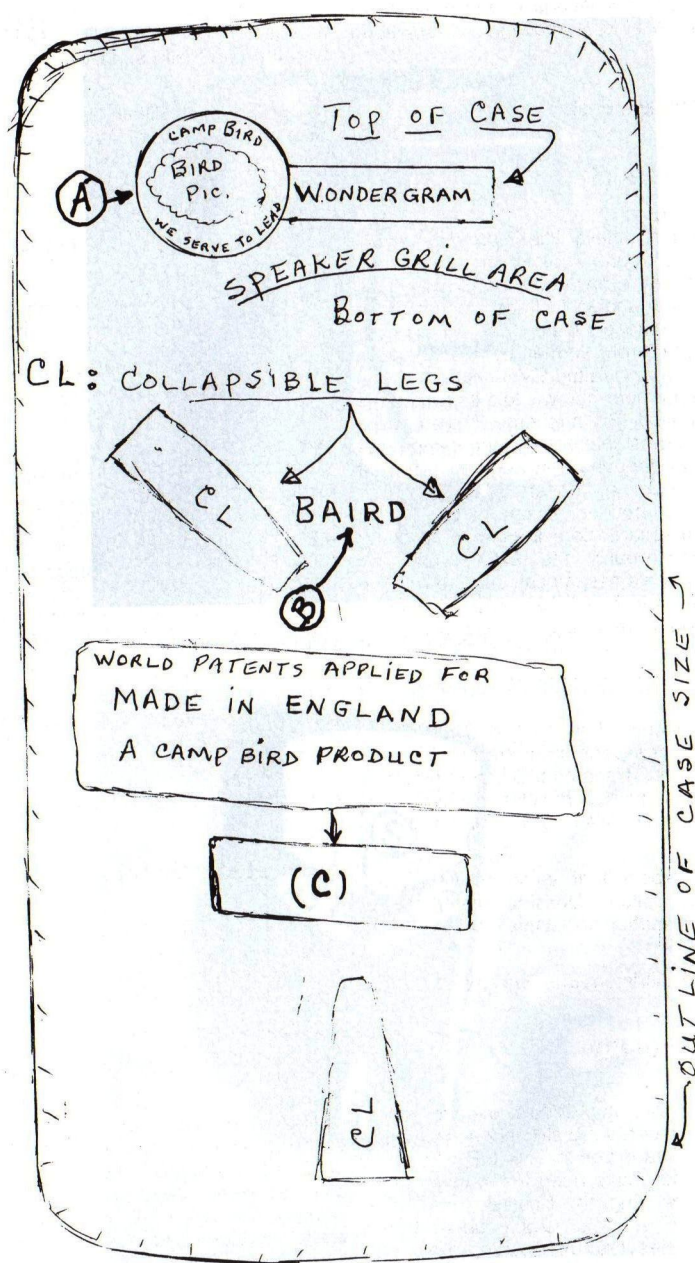 TOP OF CASE
CAMP BIRD
BIRD
PIC.
WE SERVE TO LEAD
A
WONDERGRAM
SPEAKER GRILL AREA
BOTTOM OF CASE
CL: COLLAPSIBLE LEGS
CL
BAIRD
CL
B
WORLD PATENTS APPLIED FOR
MADE IN ENGLAND
A CAMP BIRD PRODUCT
(C)
CL
OUTLINE OF CASE SIZE